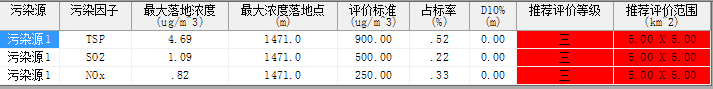 污染源 污染因子 最大落地浓度 最大浓度落地点 评价标准 占标率 D10% 推荐评价等级 推荐评价范围
(ug/m^3) (m) (ug/m^3) (%) (m) (km^2)
污染源1 TSP 4.69 1471.0 900.00 .52 0.00 三 5.00 X 5.00
污染源1 SO2 1.09 1471.0 500.00 .22 0.00 三 5.00 X 5.00
污染源1 NOx .82 1471.0 250.00 .33 0.00 三 5.00 X 5.00